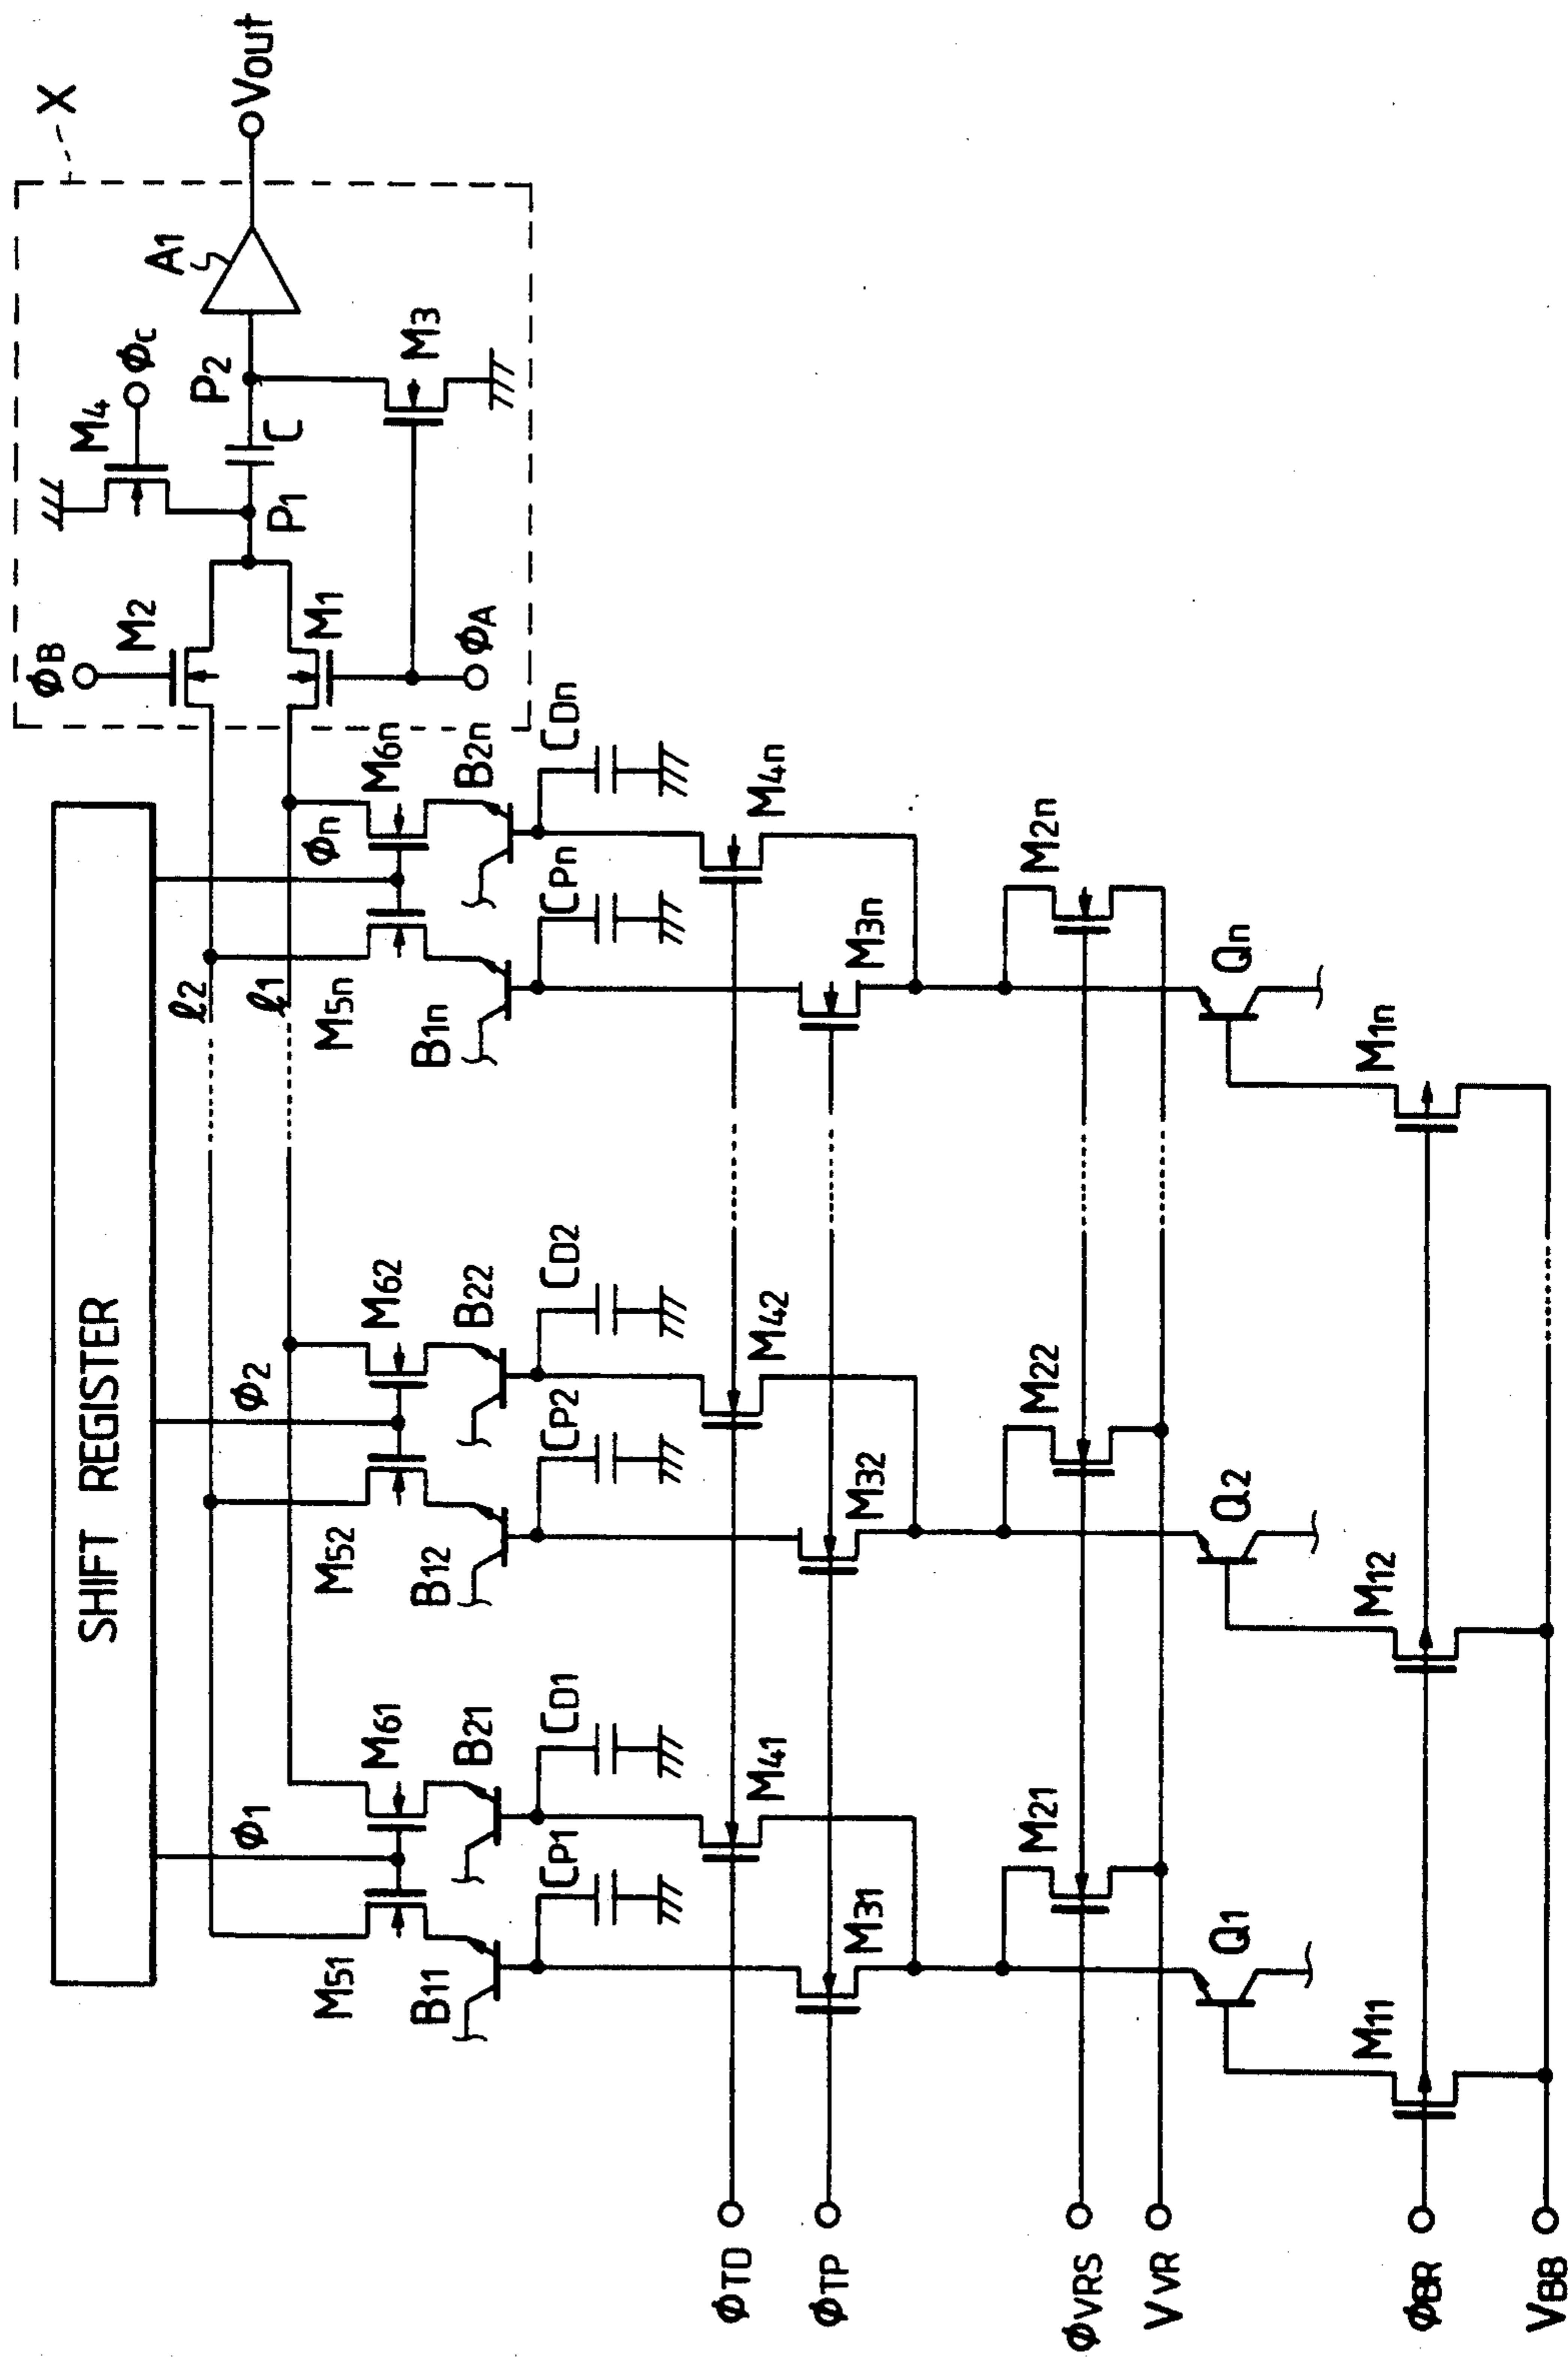 X
ϕB
M2
M4
ϕC
A1
Vout
P1
C
P2
M1
M3
ϕA
SHIFT REGISTER
ϕ1
ϕ2
ϕn
ℓ2
ℓ1
M51
M61
M52
M62
M5n
M6n
B11
B21
B12
B22
B1n
B2n
CP1
CD1
CP2
CD2
CPn
CDn
ϕTD
M41
M42
M4n
ϕTP
M31
M32
M3n
ϕVRS
M21
M22
M2n
VVR
Q1
Q2
Qn
ϕBR
M11
M12
M1n
VBB